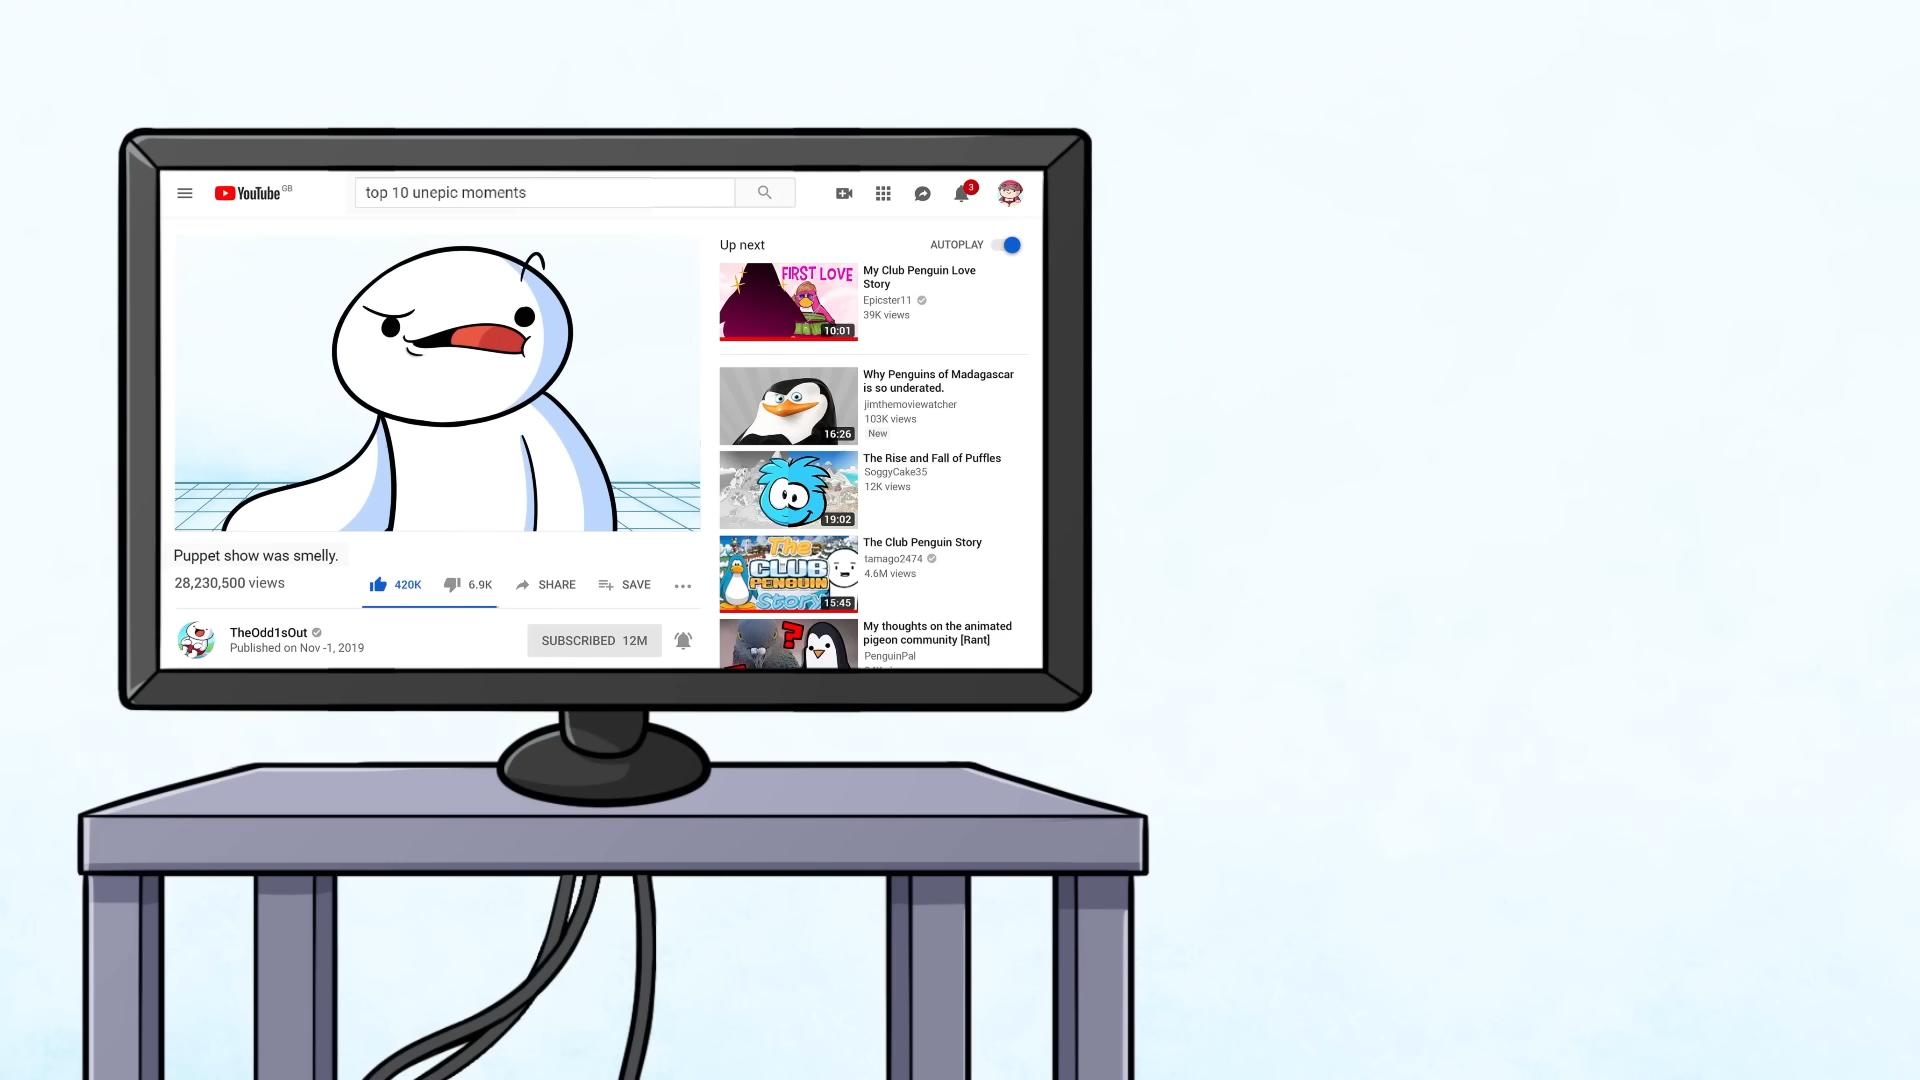 YouTube GB
top 10 unepic moments
3
Up next
AUTOPLAY
FIRST LOVE
10:01
My Club Penguin Love
Story
Epicster11
39K views
16:26
Why Penguins of Madagascar
is so underated.
jimthemoviewatcher
103K views
New
19:02
The Rise and Fall of Puffles
SoggyCake35
12K views
The
CLUB
PENGUIN
Story
15:45
The Club Penguin Story
tamago2474
4.6M views
?
My thoughts on the animated
pigeon community [Rant]
PenguinPal
Puppet show was smelly.
28,230,500 views
420K
6.9K
SHARE
SAVE
TheOdd1sOut
Published on Nov -1, 2019
SUBSCRIBED 12M